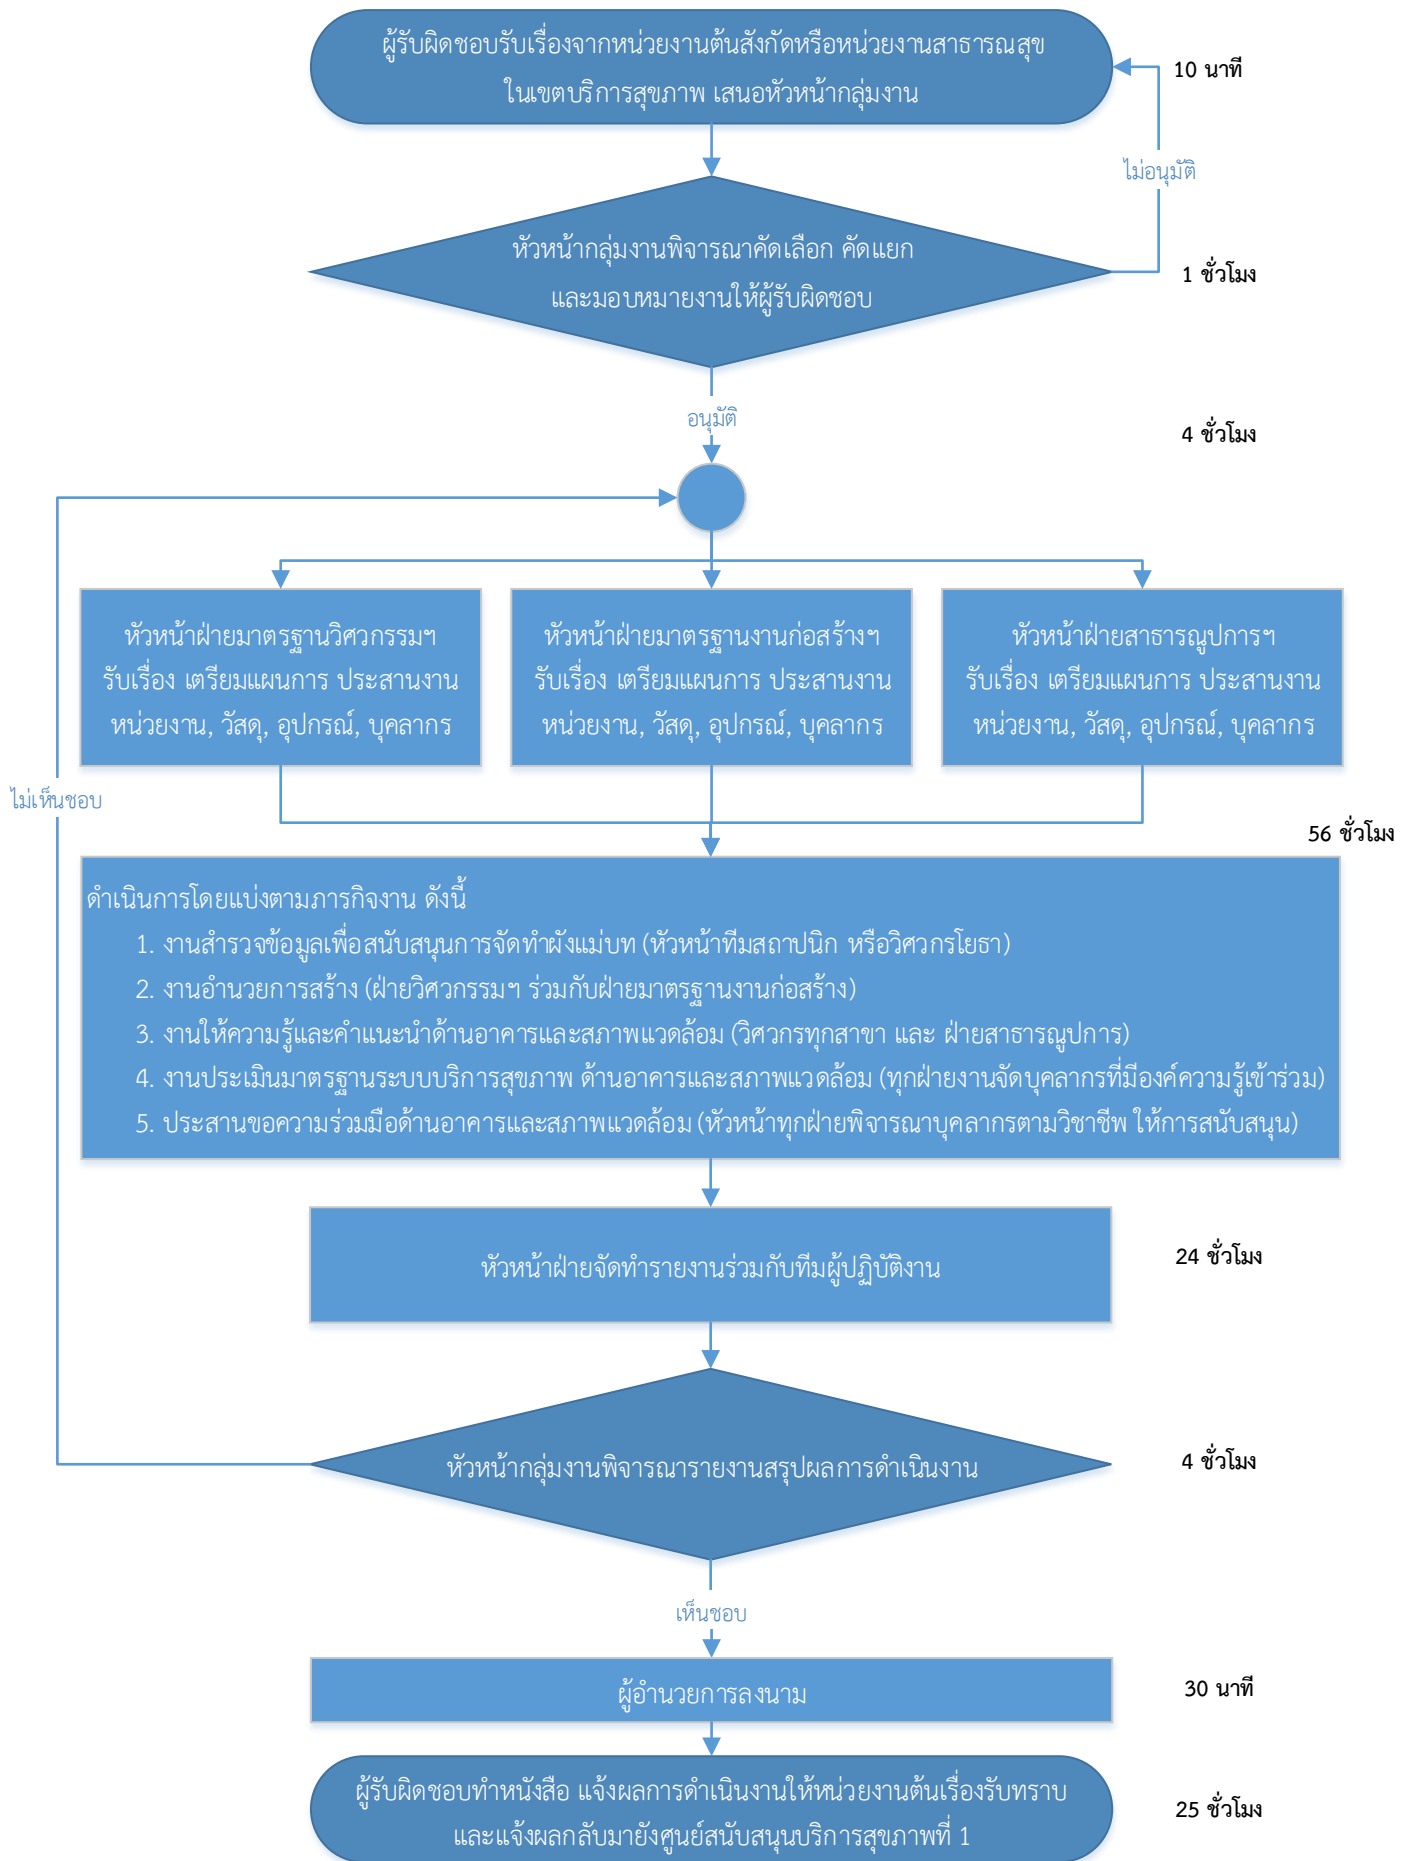 ผู้รับผิดชอบรับเรื่องจากหน่วยงานต้นสังกัดหรือหน่วยงานสาธารณสุข
ในเขตบริการสุขภาพ เสนอหัวหน้ากลุ่มงาน
10 นาที
ไม่อนุมัติ
หัวหน้ากลุ่มงานพิจารณาคัดเลือก คัดแยก
และมอบหมายงานให้ผู้รับผิดชอบ
1 ชั่วโมง
อนุมัติ
4 ชั่วโมง
หัวหน้าฝ่ายมาตรฐานวิศวกรรมฯ
รับเรื่อง เตรียมแผนการ ประสานงาน
หน่วยงาน, วัสดุ, อุปกรณ์, บุคลากร
หัวหน้าฝ่ายมาตรฐานงานก่อสร้างฯ
รับเรื่อง เตรียมแผนการ ประสานงาน
หน่วยงาน, วัสดุ, อุปกรณ์, บุคลากร
หัวหน้าฝ่ายสาธารณูปการฯ
รับเรื่อง เตรียมแผนการ ประสานงาน
หน่วยงาน, วัสดุ, อุปกรณ์, บุคลากร
ไม่เห็นชอบ
56 ชั่วโมง
ดำเนินการโดยแบ่งตามภารกิจงาน ดังนี้
1. งานสำรวจข้อมูลเพื่อสนับสนุนการจัดทำผังแม่บท (หัวหน้าทีมสถาปนิก หรือวิศวกรโยธา)
2. งานอำนวยการสร้าง (ฝ่ายวิศวกรรมฯ ร่วมกับฝ่ายมาตรฐานงานก่อสร้าง)
3. งานให้ความรู้และคำแนะนำด้านอาคารและสภาพแวดล้อม (วิศวกรทุกสาขา และ ฝ่ายสาธารณูปการ)
4. งานประเมินมาตรฐานระบบบริการสุขภาพ ด้านอาคารและสภาพแวดล้อม (ทุกฝ่ายงานจัดบุคลากรที่มีองค์ความรู้เข้าร่วม)
5. ประสานขอความร่วมมือด้านอาคารและสภาพแวดล้อม (หัวหน้าทุกฝ่ายพิจารณาบุคลากรตามวิชาชีพ ให้การสนับสนุน)
หัวหน้าฝ่ายจัดทำรายงานร่วมกับทีมผู้ปฏิบัติงาน
24 ชั่วโมง
หัวหน้ากลุ่มงานพิจารณารายงานสรุปผลการดำเนินงาน
4 ชั่วโมง
เห็นชอบ
ผู้อำนวยการลงนาม
30 นาที
ผู้รับผิดชอบทำหนังสือ แจ้งผลการดำเนินงานให้หน่วยงานต้นเรื่องรับทราบ
และแจ้งผลกลับมายังศูนย์สนับสนุนบริการสุขภาพที่ 1
25 ชั่วโมง